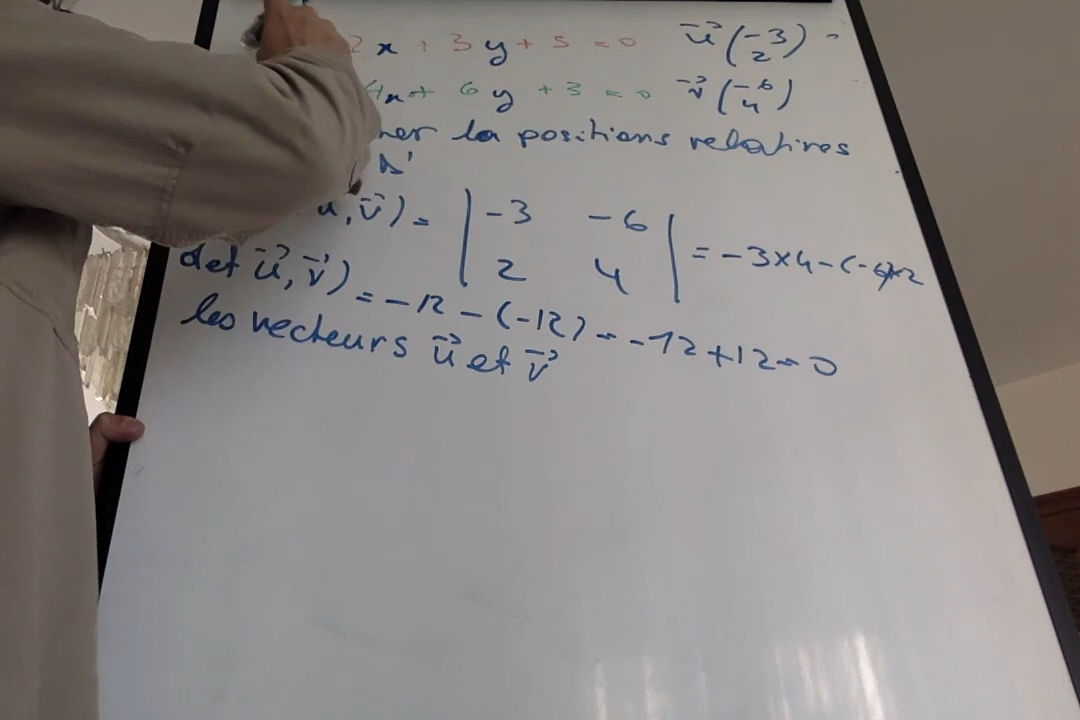 2x + 3y + 5 = 0 u⃗(-3 2)
4x + 6y + 3 = 0 v⃗(-6 4)
la positions relatives
Δ'
u⃗, v⃗) = | -3 -6
2 4 | = -3×4-(-6)×2
det u⃗, v⃗) = -12 - (-12) = -12+12 = 0
les vecteurs u⃗ et v⃗